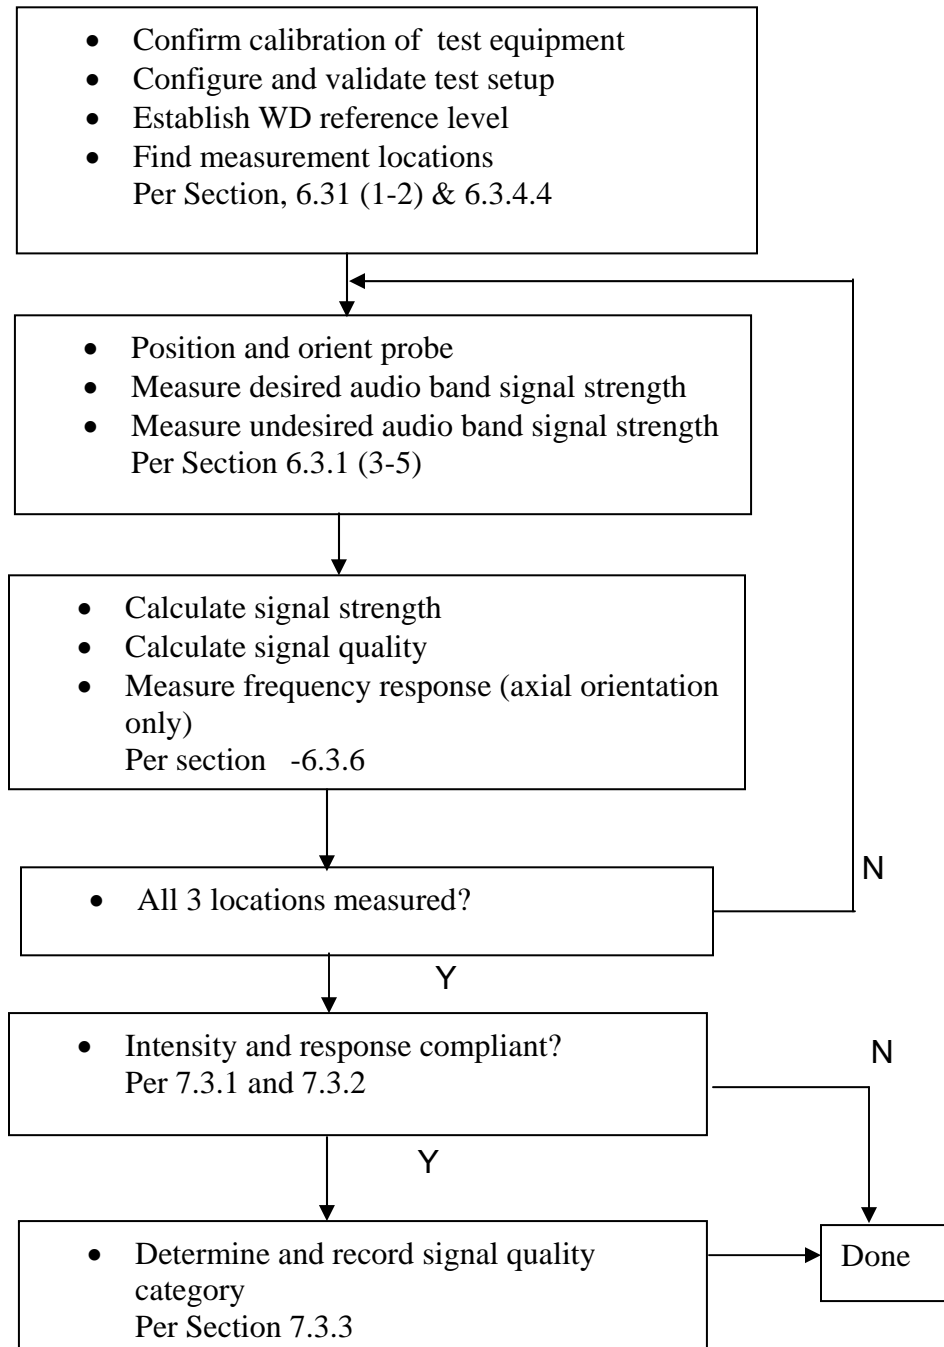 • Confirm calibration of test equipment
• Configure and validate test setup
• Establish WD reference level
• Find measurement locations
Per Section, 6.31 (1-2) & 6.3.4.4
• Position and orient probe
• Measure desired audio band signal strength
• Measure undesired audio band signal strength
Per Section 6.3.1 (3-5)
• Calculate signal strength
• Calculate signal quality
• Measure frequency response (axial orientation
only)
Per section -6.3.6
• All 3 locations measured?
N
Y
• Intensity and response compliant?
Per 7.3.1 and 7.3.2
N
Y
• Determine and record signal quality
category
Per Section 7.3.3
Done